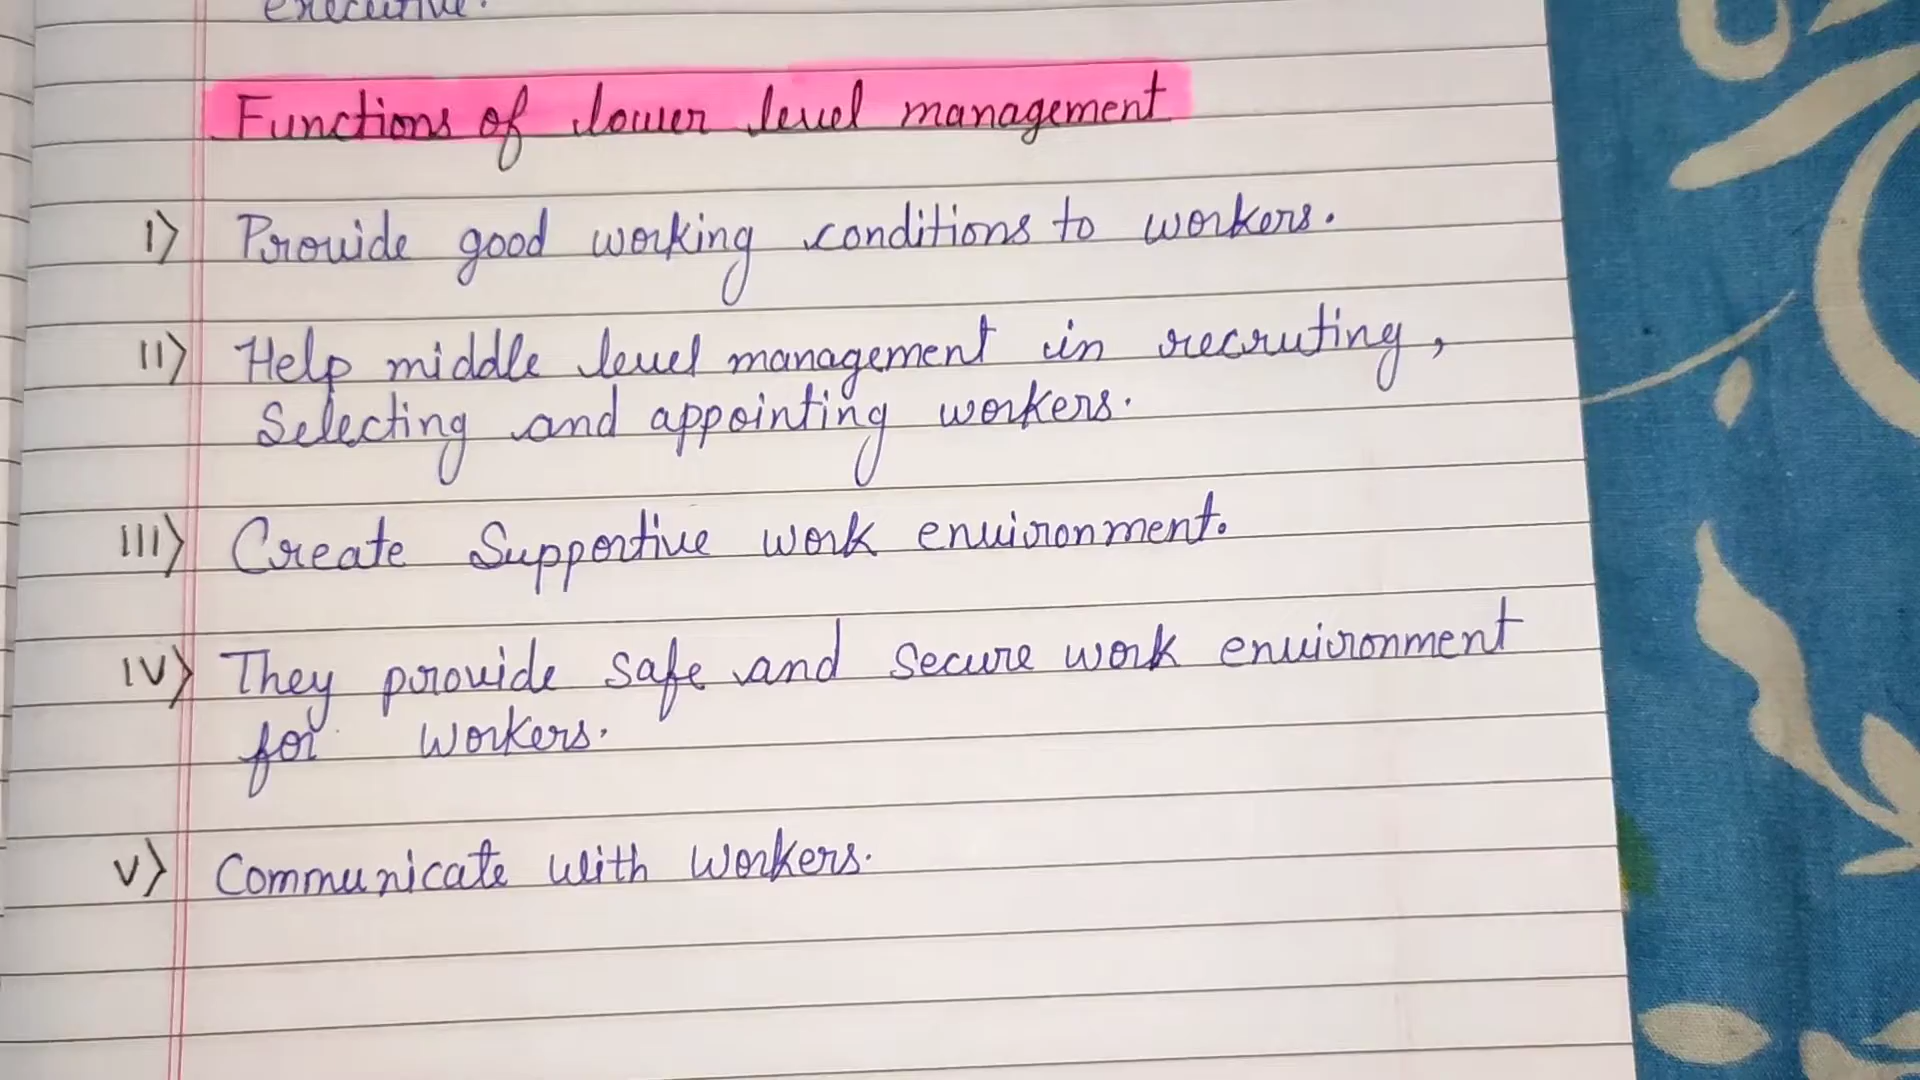 executive.
Functions of lower level management
I) Provide good working conditions to workers.
II) Help middle level management in recruting,
Selecting and appointing workers.
III) Create Supportive work environment.
IV) They provide safe and secure work environment
for workers.
V) Communicate with workers.